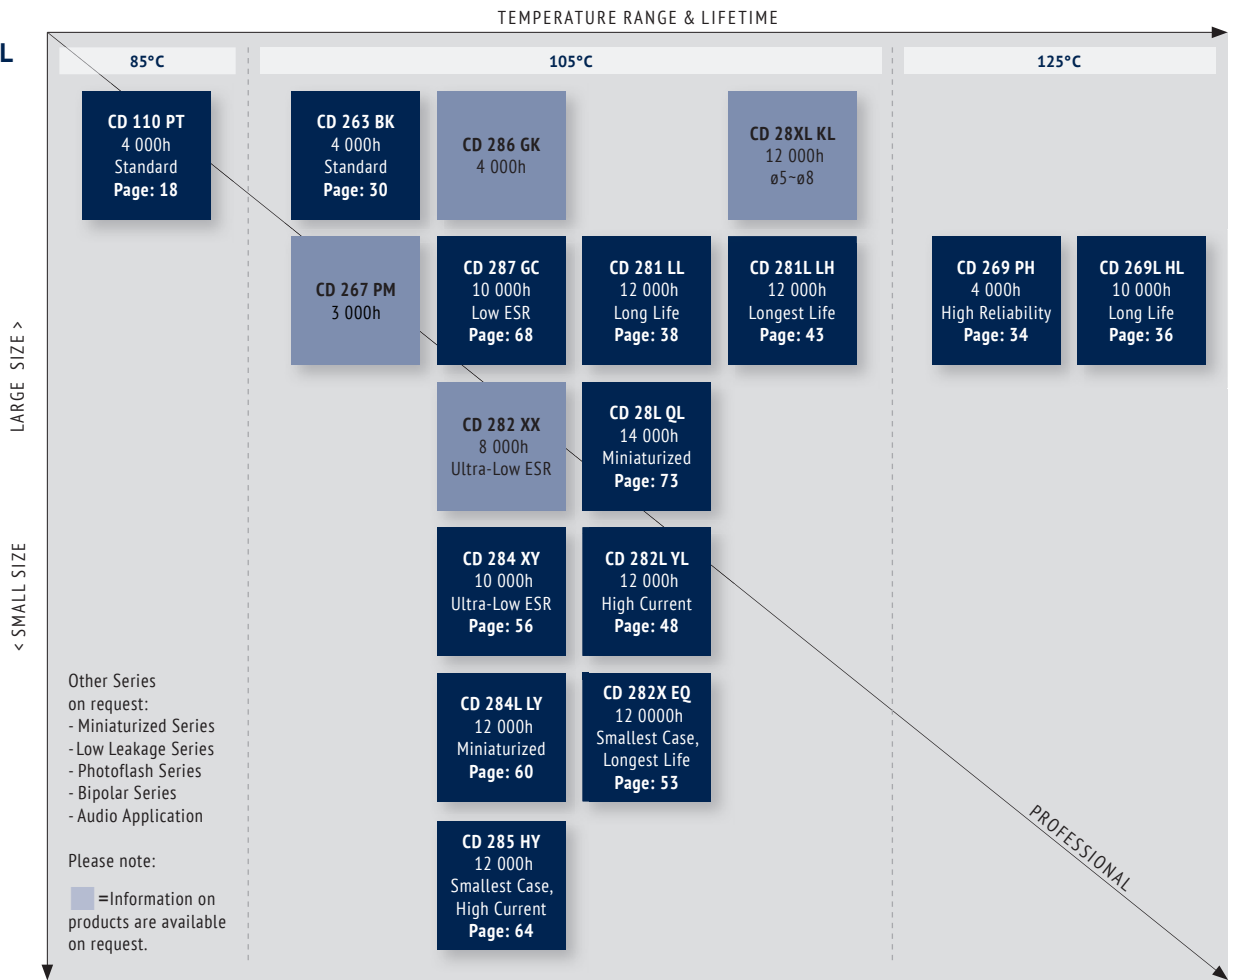 TEMPERATURE RANGE & LIFETIME
L
85°C
105°C
125°C
CD 110 PT
4 000h
Standard
Page: 18
CD 263 BK
4 000h
Standard
Page: 30
CD 286 GK
4 000h
CD 28XL KL
12 000h
ø5~ø8
CD 267 PM
3 000h
CD 287 GC
10 000h
Low ESR
Page: 68
CD 281 LL
12 000h
Long Life
Page: 38
CD 281L LH
12 000h
Longest Life
Page: 43
CD 269 PH
4 000h
High Reliability
Page: 34
CD 269L HL
10 000h
Long Life
Page: 36
LARGE SIZE >
CD 282 XX
8 000h
Ultra-Low ESR
CD 28L QL
14 000h
Miniaturized
Page: 73
< SMALL SIZE
CD 284 XY
10 000h
Ultra-Low ESR
Page: 56
CD 282L YL
12 000h
High Current
Page: 48
CD 284L LY
12 000h
Miniaturized
Page: 60
CD 282X EQ
12 0000h
Smallest Case,
Longest Life
Page: 53
CD 285 HY
12 000h
Smallest Case,
High Current
Page: 64
Other Series
on request:
- Miniaturized Series
- Low Leakage Series
- Photoflash Series
- Bipolar Series
- Audio Application
Please note:
=Information on
products are available
on request.
PROFESSIONAL